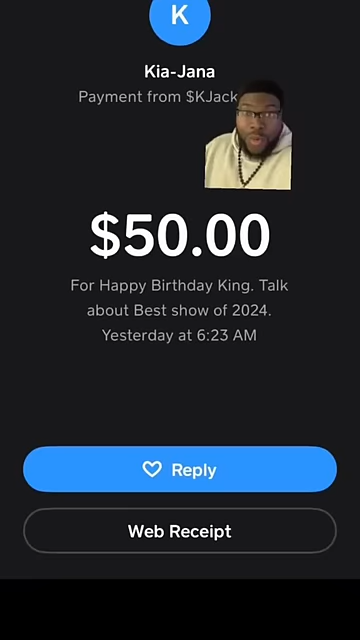 K
Kia-Jana
Payment from $KJack
$50.00
For Happy Birthday King. Talk
about Best show of 2024.
Yesterday at 6:23 AM
Reply
Web Receipt